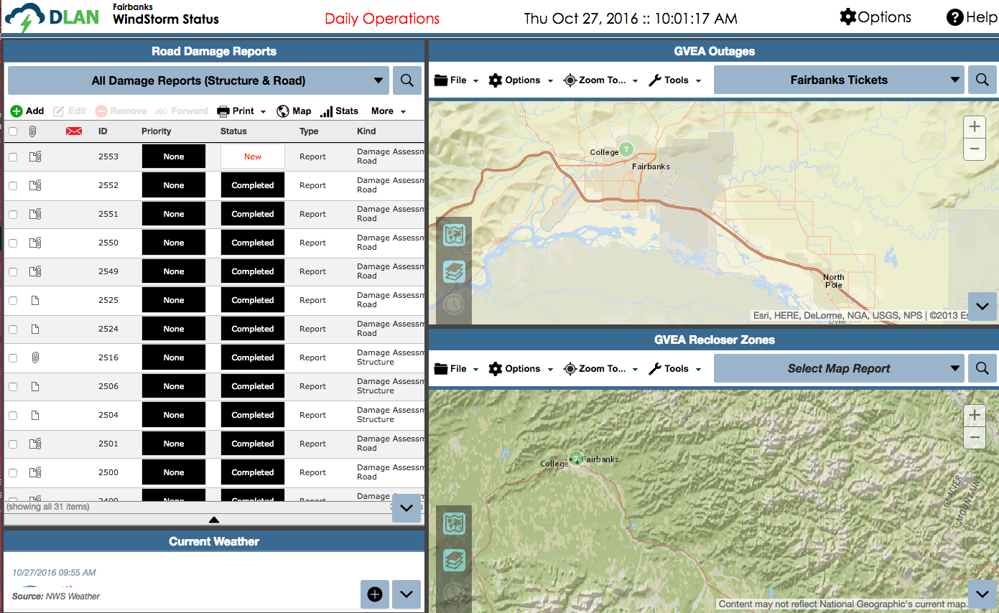 DLAN
Fairbanks
WindStorm Status
Daily Operations
Thu Oct 27, 2016 :: 10:01:17 AM
Options
Help
Road Damage Reports
All Damage Reports (Structure & Road)
Add Edit Remove Forward Print Map Stats More
ID Priority Status Type Kind
2553 None New Report Damage Assessm
Road
2552 None Completed Report Damage Assessm
Road
2551 None Completed Report Damage Assessm
Road
2550 None Completed Report Damage Assessm
Road
2549 None Completed Report Damage Assessm
Road
2525 None Completed Report Damage Assessm
Road
2524 None Completed Report Damage Assessm
Road
2516 None Completed Report Damage Assessm
Structure
2506 None Completed Report Damage Assessm
Structure
2504 None Completed Report Damage Assessm
Structure
2501 None Completed Report Damage Assessm
Road
2500 None Completed Report Damage Assessm
Road
None Completed Report Damage
(showing all 31 items)
Current Weather
10/27/2016 09:55 AM
Source: NWS Weather
GVEA Outages
File Options Zoom To... Tools
Fairbanks Tickets
+
−
College 7
Fairbanks
North
Pole
Esri, HERE, DeLorme, NGA, USGS, NPS | ©2013 Es
Dyke
GVEA Recloser Zones
File Options Zoom To... Tools
Select Map Report
+
−
College 7 Fairbanks
GLACIER
MOUNTAINS
Content may not reflect National Geographic's current map.